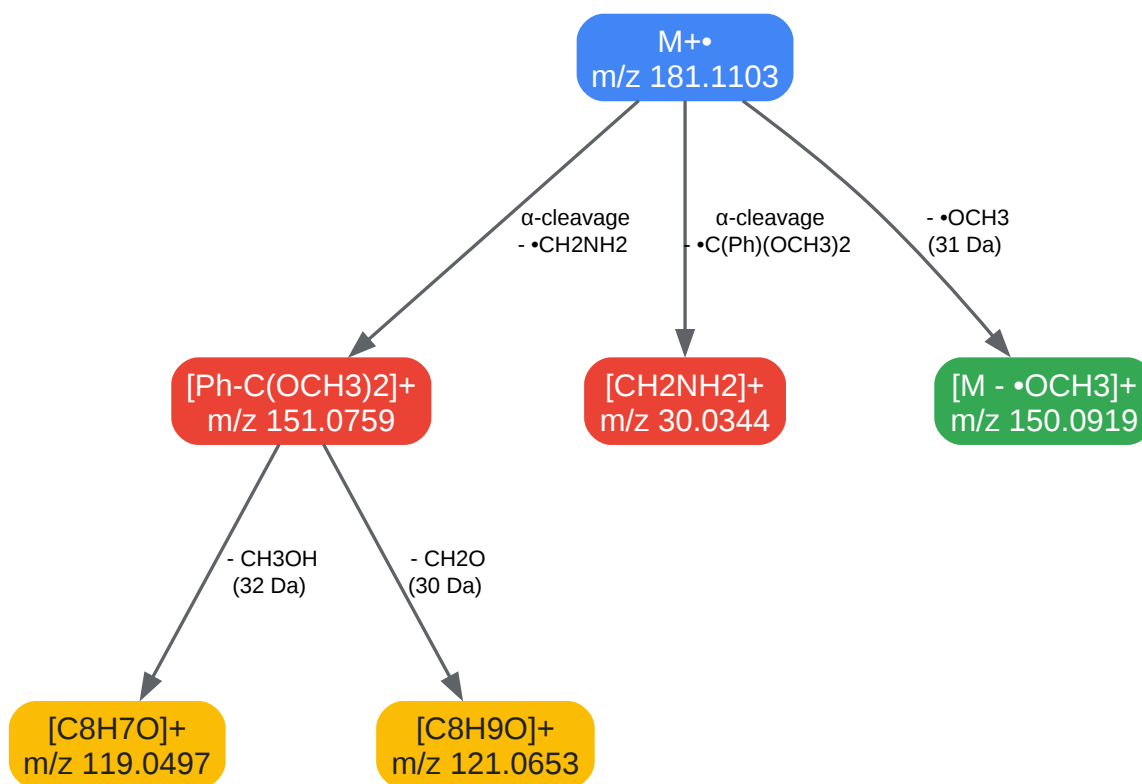 M+•
m/z 181.1103
α-cleavage
- •CH2NH2
α-cleavage
- •C(Ph)(OCH3)2
- •OCH3
(31 Da)
[Ph-C(OCH3)2]+
m/z 151.0759
[CH2NH2]+
m/z 30.0344
[M - •OCH3]+
m/z 150.0919
- CH3OH
(32 Da)
- CH2O
(30 Da)
[C8H7O]+
m/z 119.0497
[C8H9O]+
m/z 121.0653